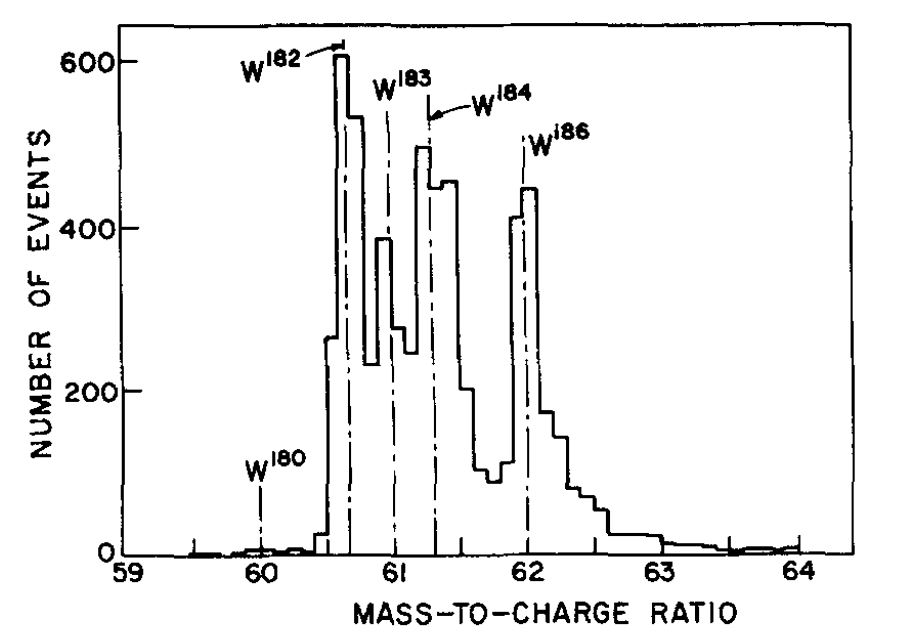 600
W182
W183
W184
W186
NUMBER OF EVENTS
400
200
W180
0
59 60 61 62 63 64
MASS-TO-CHARGE RATIO